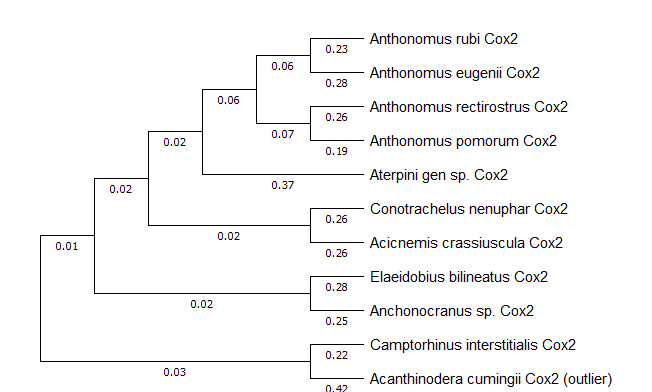 Anthonomus rubi Cox2
0.23
0.06
Anthonomus eugenii Cox2
0.28
0.06
Anthonomus rectirostrus Cox2
0.26
0.07
Anthonomus pomorum Cox2
0.02
0.19
Aterpini gen sp. Cox2
0.37
0.02
Conotrachelus nenuphar Cox2
0.26
0.02
Acicnemis crassiuscula Cox2
0.01
0.26
Elaeidobius bilineatus Cox2
0.28
0.02
Anchonocranus sp. Cox2
0.25
Camptorhinus interstitialis Cox2
0.22
0.03
Acanthinodera cumingii Cox2 (outlier)
0.42